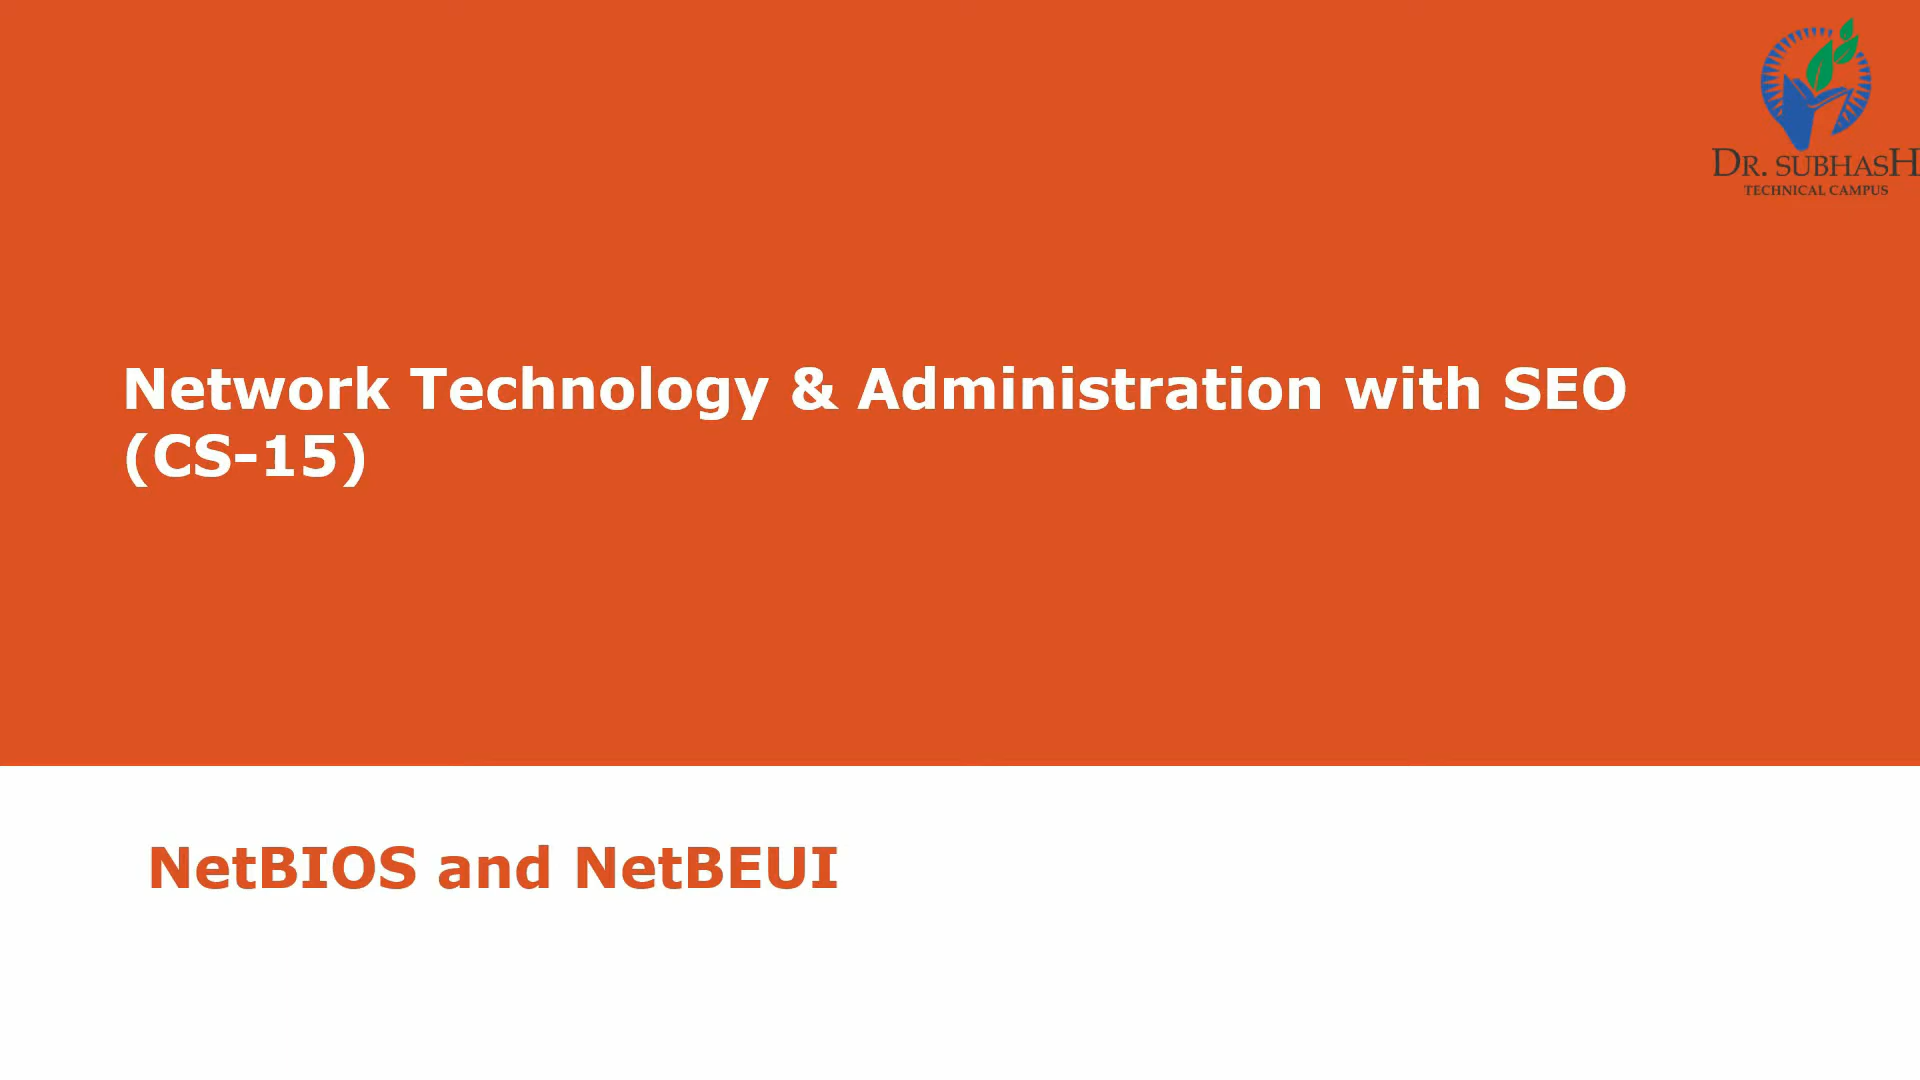 DR. SUBHASH
TECHNICAL CAMPUS
Network Technology & Administration with SEO
(CS-15)
NetBIOS and NetBEUI